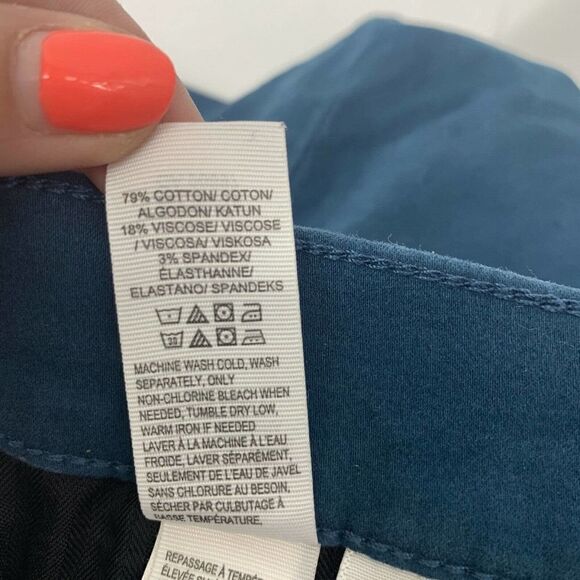 79% COTTON/ COTON/
ALGODON/ KATUN
18% VISCOSE/ VISCOSE/
/ VISCOSA/ VISKOSA
3% SPANDEX/
ÉLASTHANNE/
ELASTANO/ SPANDEKS
30
MACHINE WASH COLD, WASH
SEPARATELY, ONLY
NON-CHLORINE BLEACH WHEN
NEEDED, TUMBLE DRY LOW,
WARM IRON IF NEEDED
LAVER À LA MACHINE À L'EAU
FROIDE, LAVER SÉPARÉMENT,
SEULEMENT DE L'EAU DE JAVEL
SANS CHLORURE AU BESOIN,
SÉCHER PAR CULBUTAGE À
BASSE TEMPÉRATURE,
REPASSAGE À